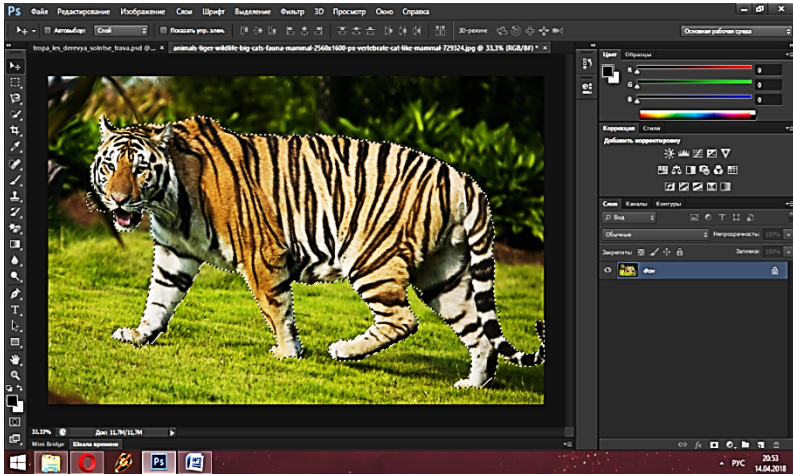 Ps Файл Редактирование Изображение Слои Шрифт Выделение Фильтр 3D Просмотр Окно Справка
Автовыбор: Слой Показать упр. элем. 3D-режим: Основная рабочая среда
tropa_les_derevya_solntse_trava.psd @... × animals-tiger-wildlife-big-cats-fauna-mammal-2560x1600-px-vertebrate-cat-like-mammal-729324.jpg @ 33,3% (RGB/8#) * ×
Цвет Образцы
R 0
G 0
B 0
Коррекция Стили
Добавить корректировку
Слои Каналы Контуры
Вид
Обычные Непрозрачность: 100%
Закрепить: Заливка: 100%
Фон
33,33% Док: 11,7M/11,7M
Mini Bridge Шкала времени
Ps W РУС 20:53
14.04.2018